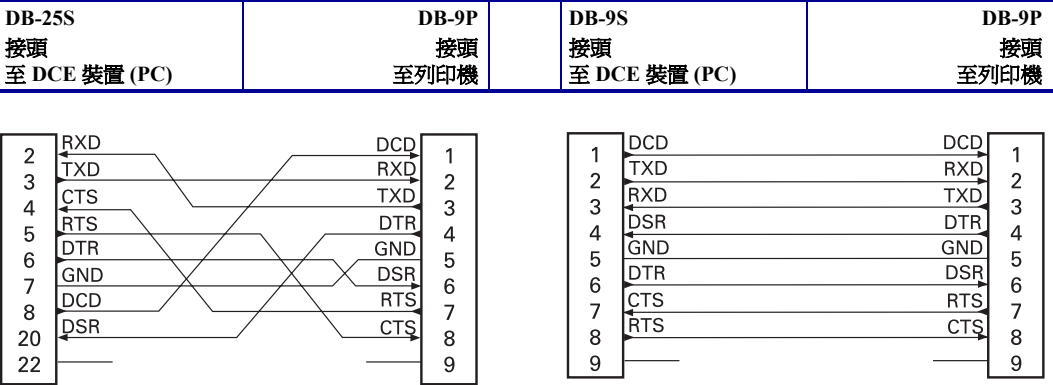 DB-25S DB-9P DB-9S DB-9P
接頭 接頭 接頭 接頭
至 DCE 裝置 (PC) 至列印機 至 DCE 裝置 (PC) 至列印機
2 RXD DCD 1 1 DCD DCD 1
3 TXD RXD 2 2 TXD RXD 2
4 CTS TXD 3 3 RXD TXD 3
5 RTS DTR 4 4 DSR DTR 4
6 DTR GND 5 5 GND GND 5
7 GND DSR 6 6 DTR DSR 6
8 DCD RTS 7 7 CTS RTS 7
20 DSR CTS 8 8 RTS CTS 8
22 9 9 9